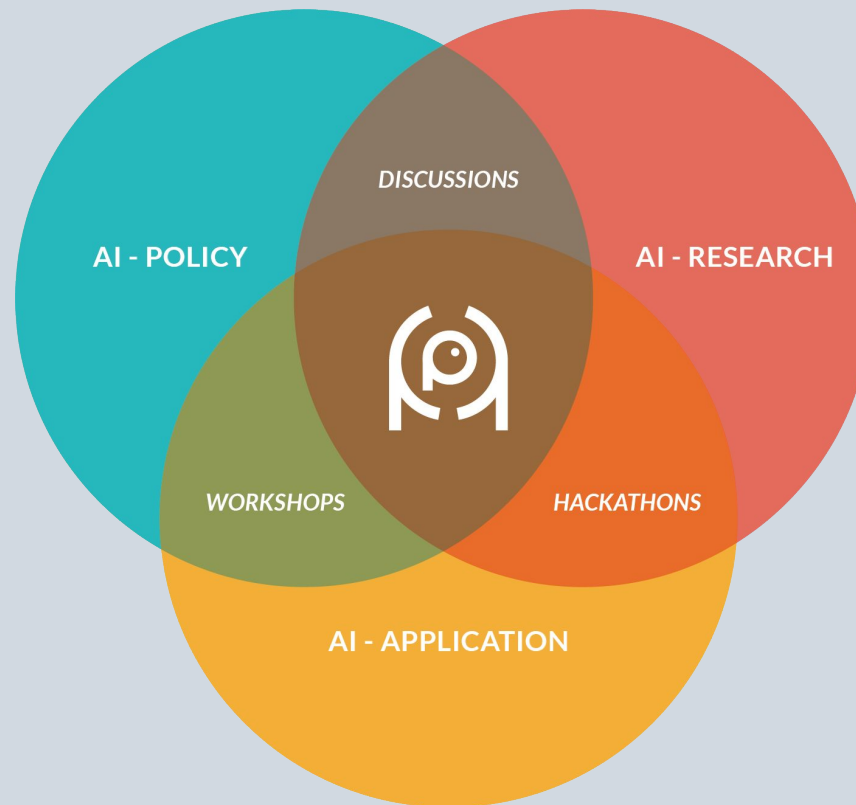 DISCUSSIONS
AI - POLICY
AI - RESEARCH
WORKSHOPS
HACKATHONS
AI - APPLICATION